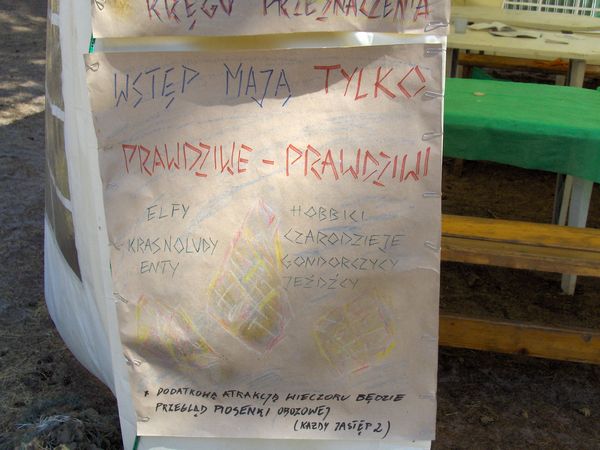 KRĘGU PRZEZNACZENIA
WSTĘP MAJĄ TYLKO
PRAWDZIWE - PRAWDZIWI
ELFY
KRASNOLUDY
ENTY
HOBBICI
CZARODZIEJE
GONDORCZYCY
JEŹDŹCY
* DODATKOWĄ ATRAKCJĄ WIECZORU BĘDZIE
PRZEGLĄD PIOSENKI OBOZOWEJ
(KAŻDY ZASTĘP 2)